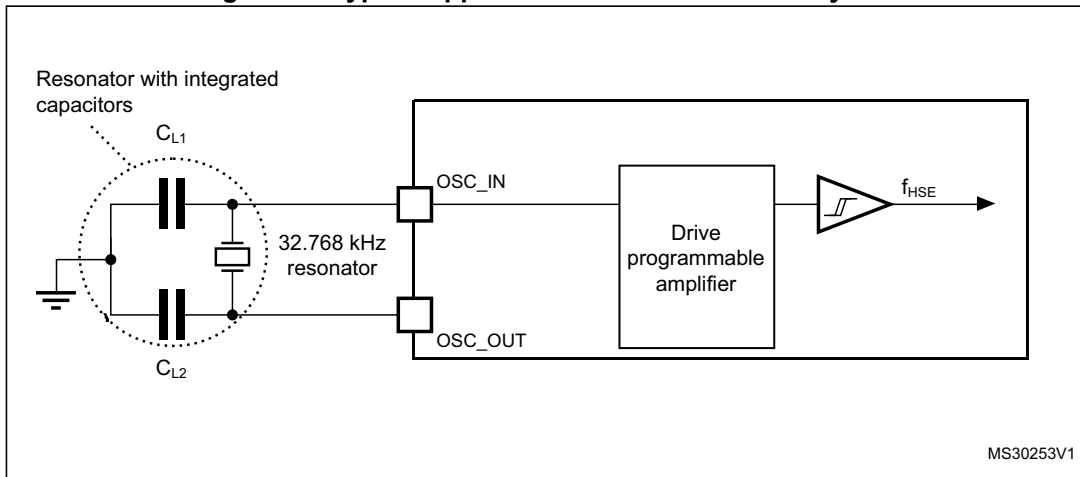 Resonator with integrated
capacitors
CL1
OSC_IN
fHSE
32.768 kHz
resonator
Drive
programmable
amplifier
OSC_OUT
CL2
MS30253V1